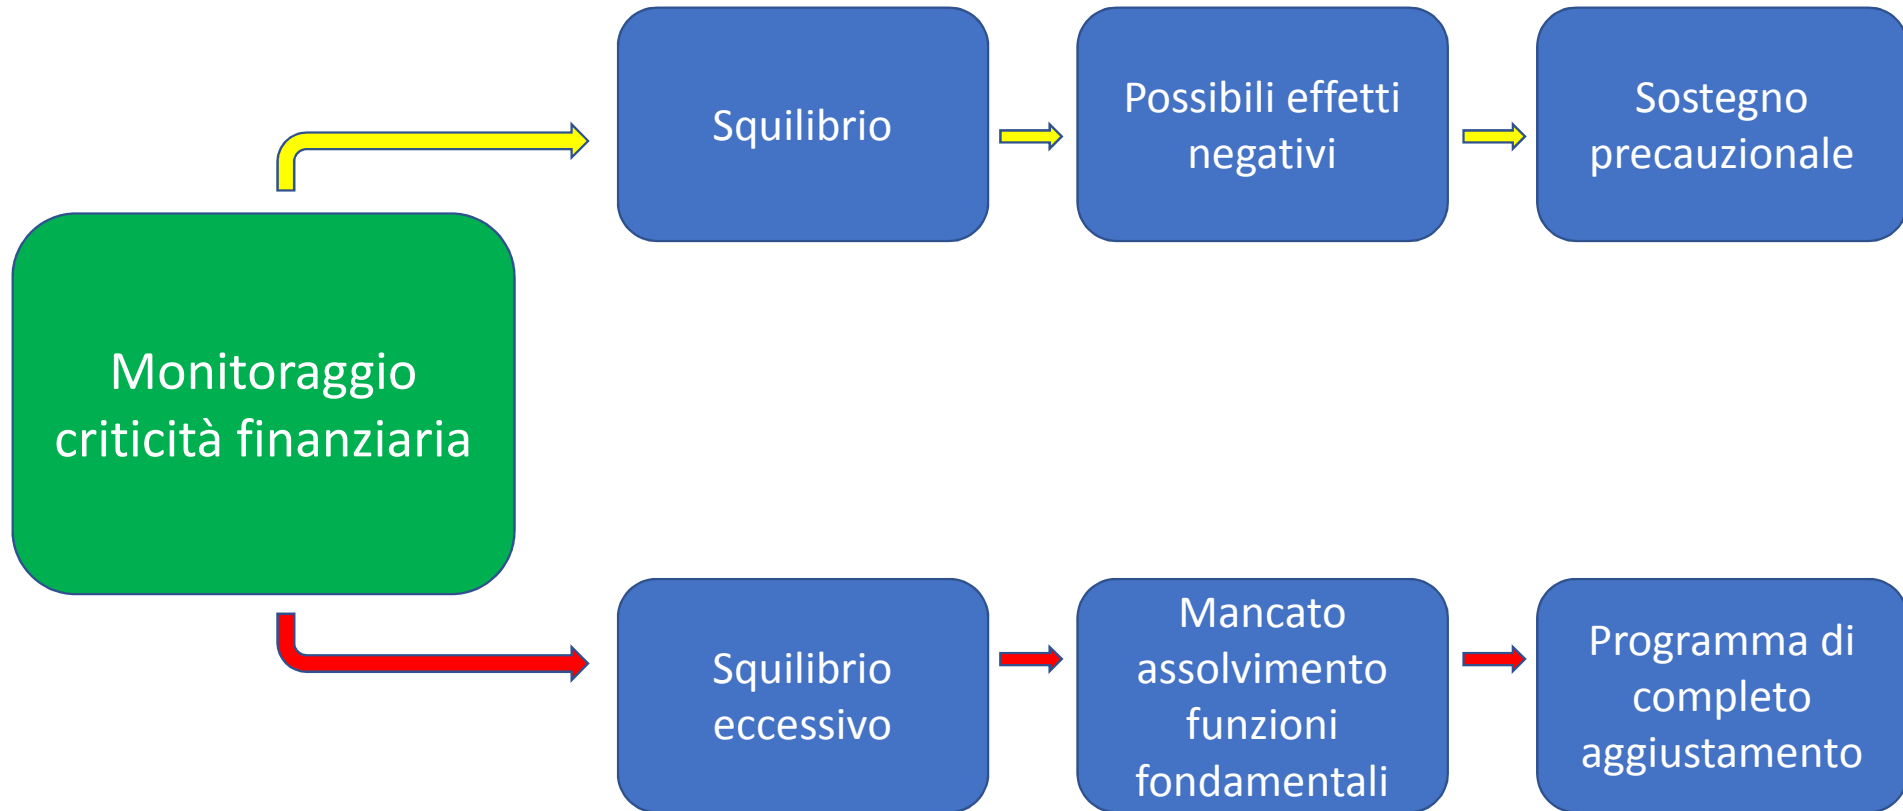 Monitoraggio
criticità finanziaria
Squilibrio
Possibili effetti
negativi
Sostegno
precauzionale
Squilibrio
eccessivo
Mancato
assolvimento
funzioni
fondamentali
Programma di
completo
aggiustamento